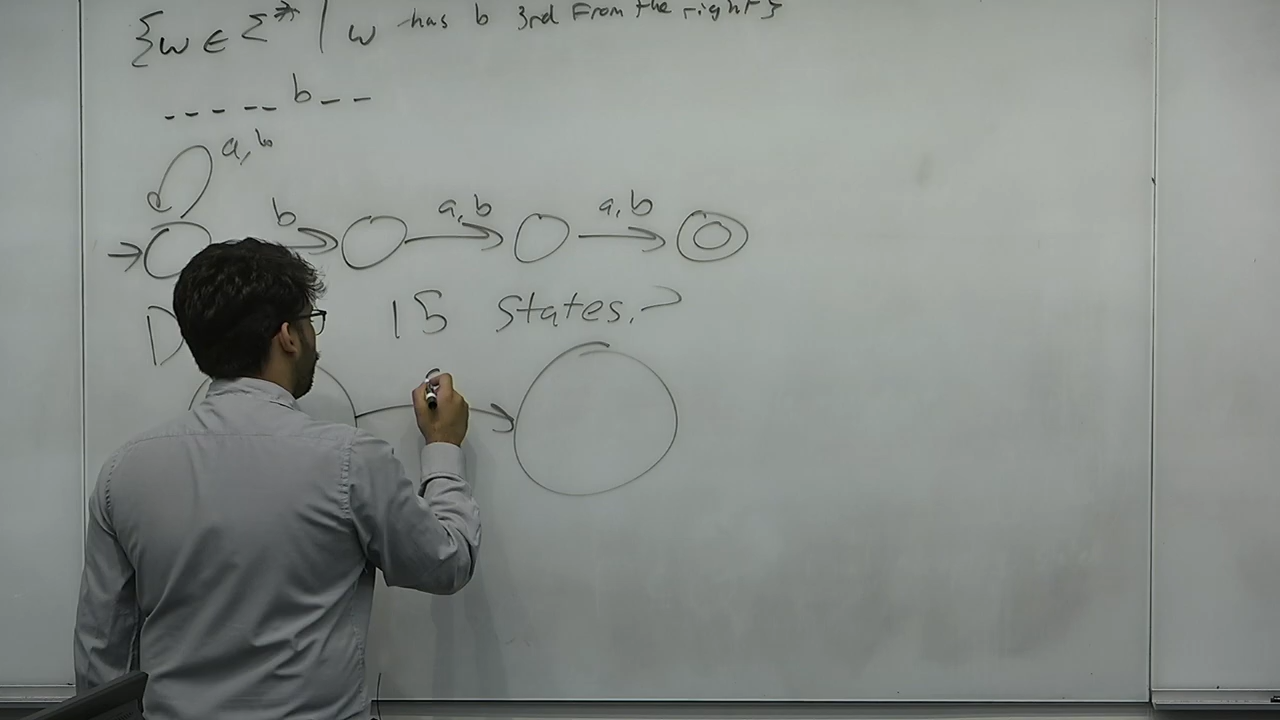 {w ∈ Σ* | w has b 3rd from the right}
_ _ _ _ _ b _ _
a, b
b a, b a, b
D 15 states.?